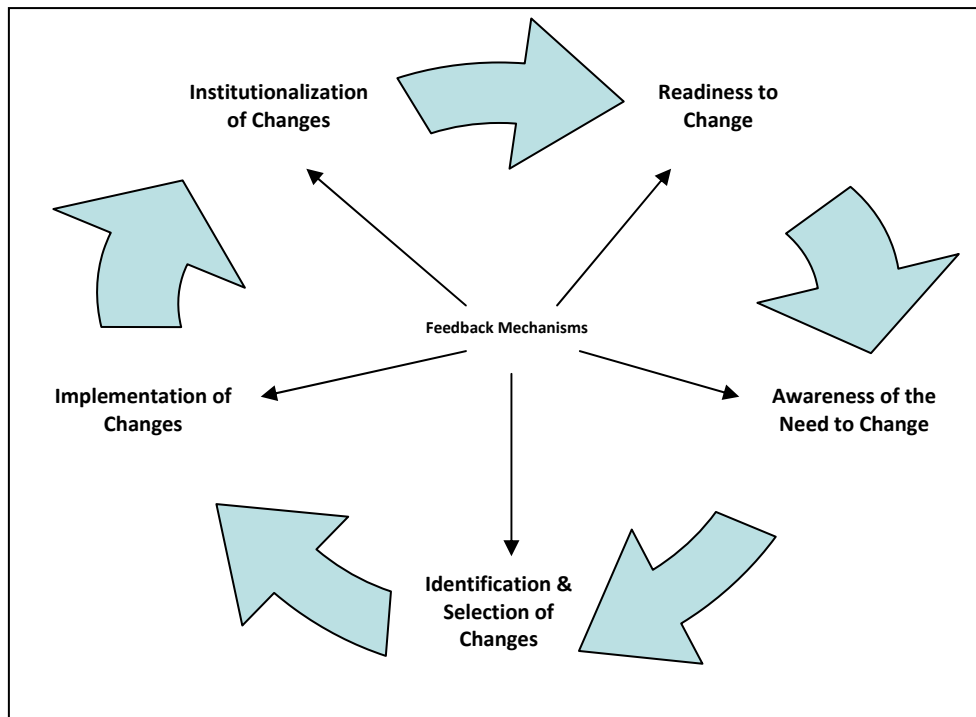 Institutionalization
of Changes
Readiness to
Change
Feedback Mechanisms
Implementation of
Changes
Awareness of the
Need to Change
Identification &
Selection of
Changes